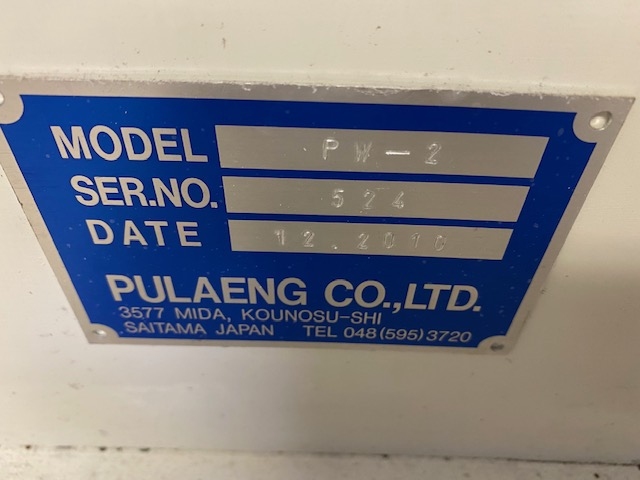 MODEL PW-2
SER.NO. 524
DATE 12.2010
PULAENG CO.,LTD.
3577 MIDA, KOUNOSU-SHI
SAITAMA JAPAN TEL 048(595)3720